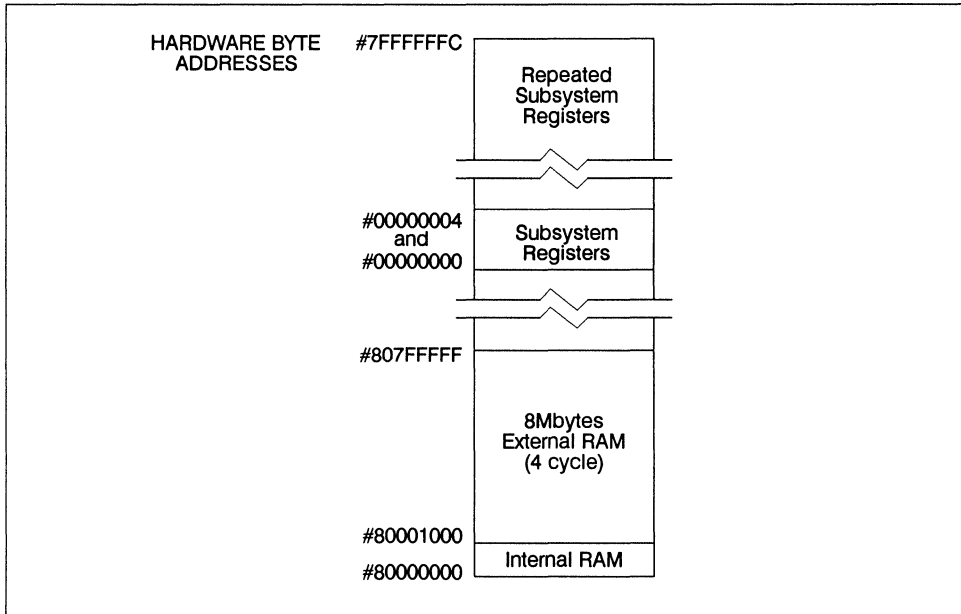 HARDWARE BYTE
ADDRESSES
#7FFFFFFC
Repeated
Subsystem
Registers
#00000004
and
#00000000
Subsystem
Registers
#807FFFFF
8Mbytes
External RAM
(4 cycle)
#80001000
Internal RAM
#80000000